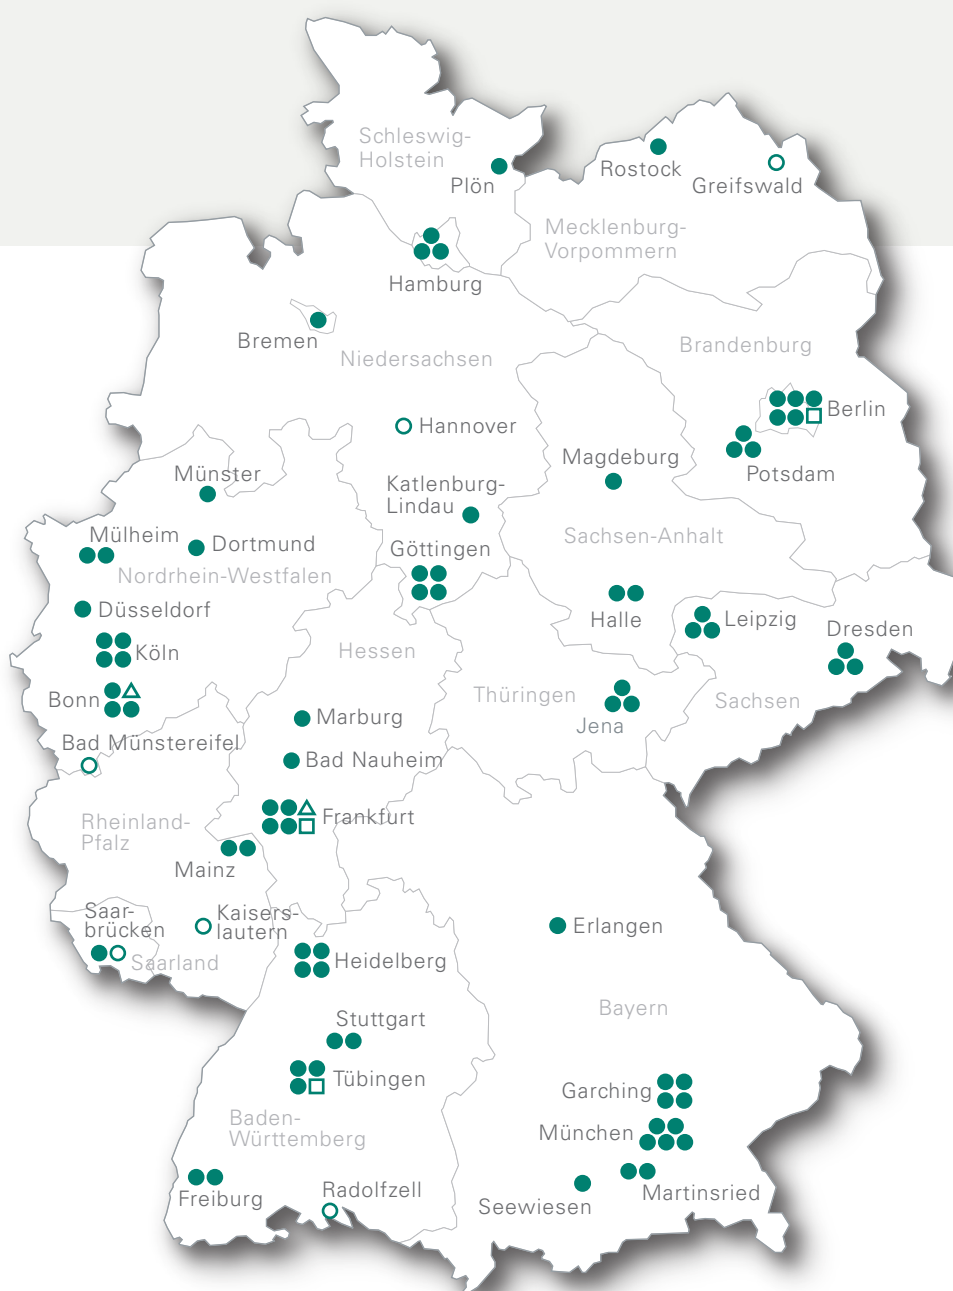 Schleswig-
Holstein
Plön
Rostock
Greifswald
Mecklenburg-
Vorpommern
Hamburg
Bremen
Niedersachsen
Brandenburg
Berlin
Hannover
Magdeburg
Potsdam
Münster
Katlenburg-
Lindau
Mülheim
Dortmund
Göttingen
Sachsen-Anhalt
Nordrhein-Westfalen
Düsseldorf
Halle
Leipzig
Dresden
Köln
Hessen
Bonn
Thüringen
Sachsen
Marburg
Jena
Bad Münstereifel
Bad Nauheim
Rheinland-
Pfalz
Frankfurt
Mainz
Saar-
brücken
Kaisers-
lautern
Erlangen
Saarland
Heidelberg
Bayern
Stuttgart
Tübingen
Garching
Baden-
Württemberg
München
Freiburg
Radolfzell
Seewiesen
Martinsried